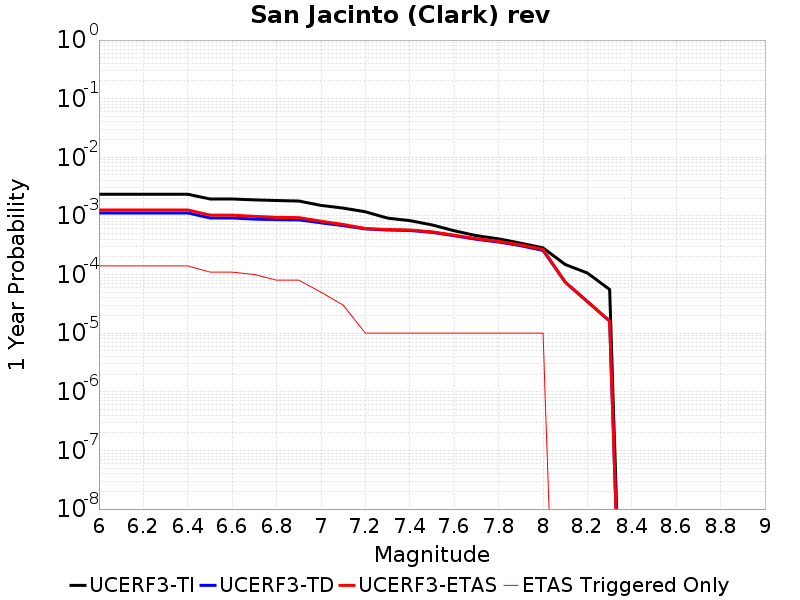 San Jacinto (Clark) rev
1 Year Probability
10^0
10^-1
10^-2
10^-3
10^-4
10^-5
10^-6
10^-7
10^-8
6 6.2 6.4 6.6 6.8 7 7.2 7.4 7.6 7.8 8 8.2 8.4 8.6 8.8 9
Magnitude
UCERF3-TI UCERF3-TD UCERF3-ETAS ETAS Triggered Only